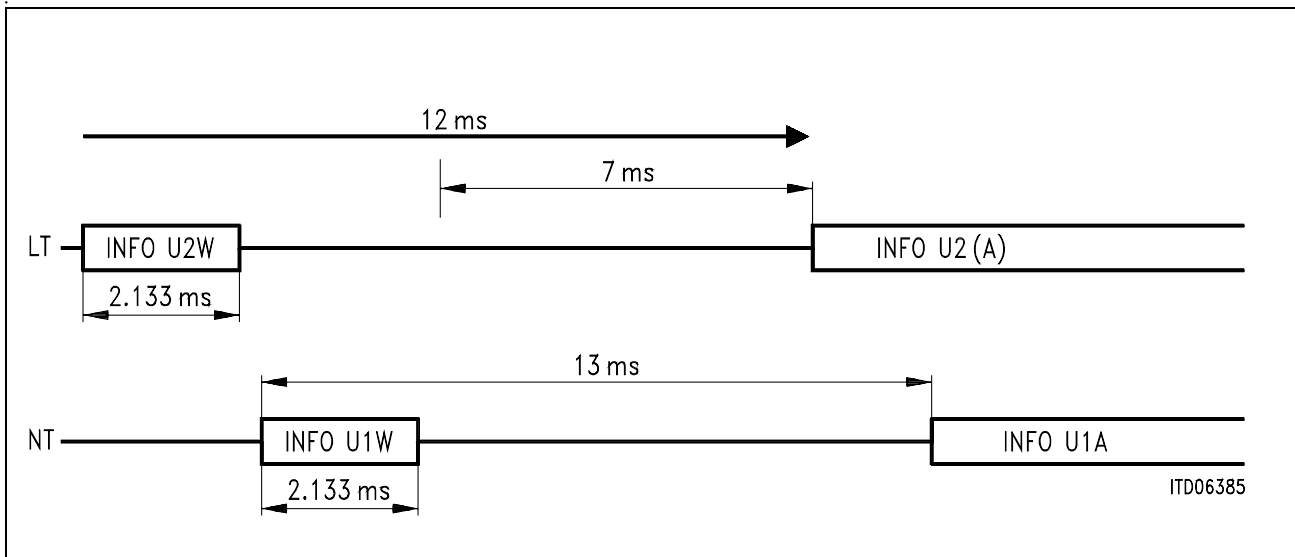 12 ms
7 ms
LT
INFO U2W
INFO U2 (A)
2.133 ms
13 ms
NT
INFO U1W
INFO U1A
2.133 ms
ITD06385